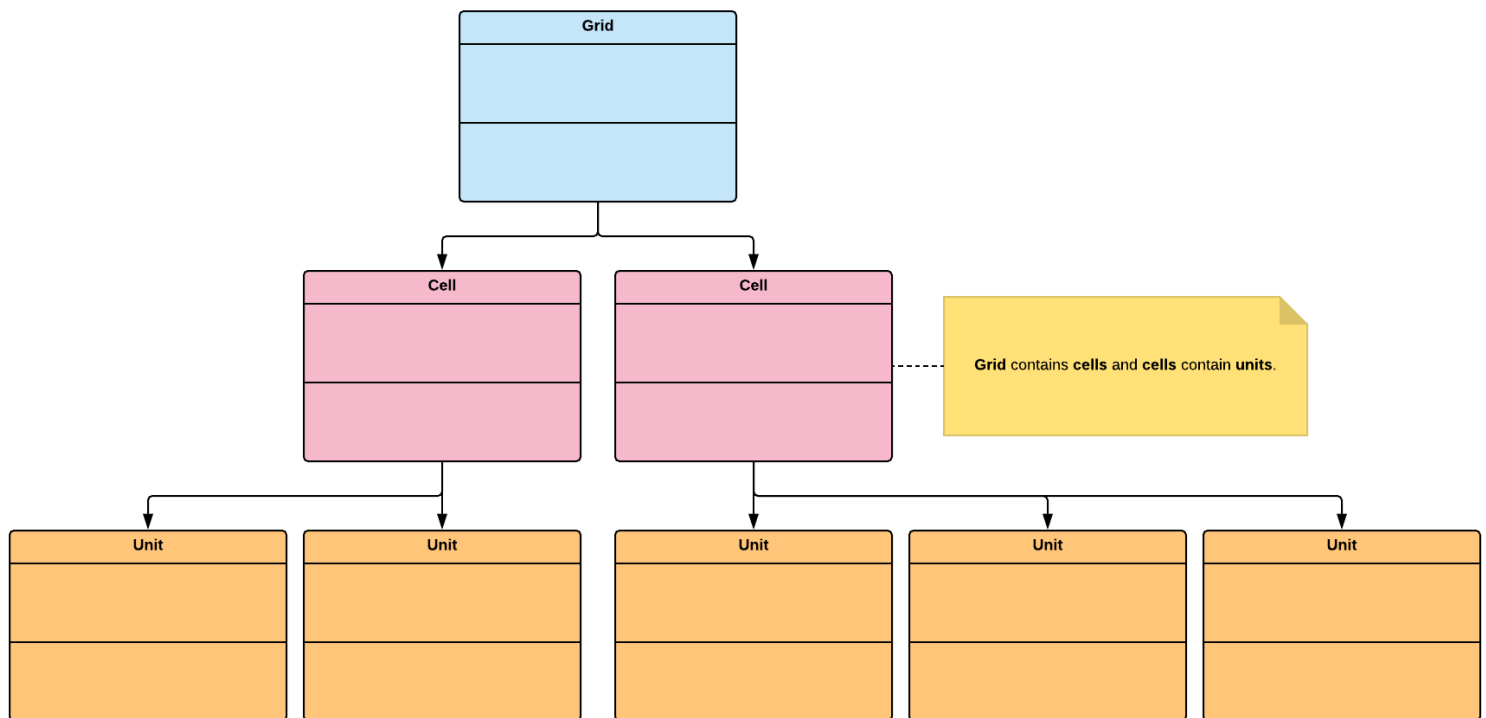 Grid
Cell
Cell
Grid contains cells and cells contain units.
Unit
Unit
Unit
Unit
Unit